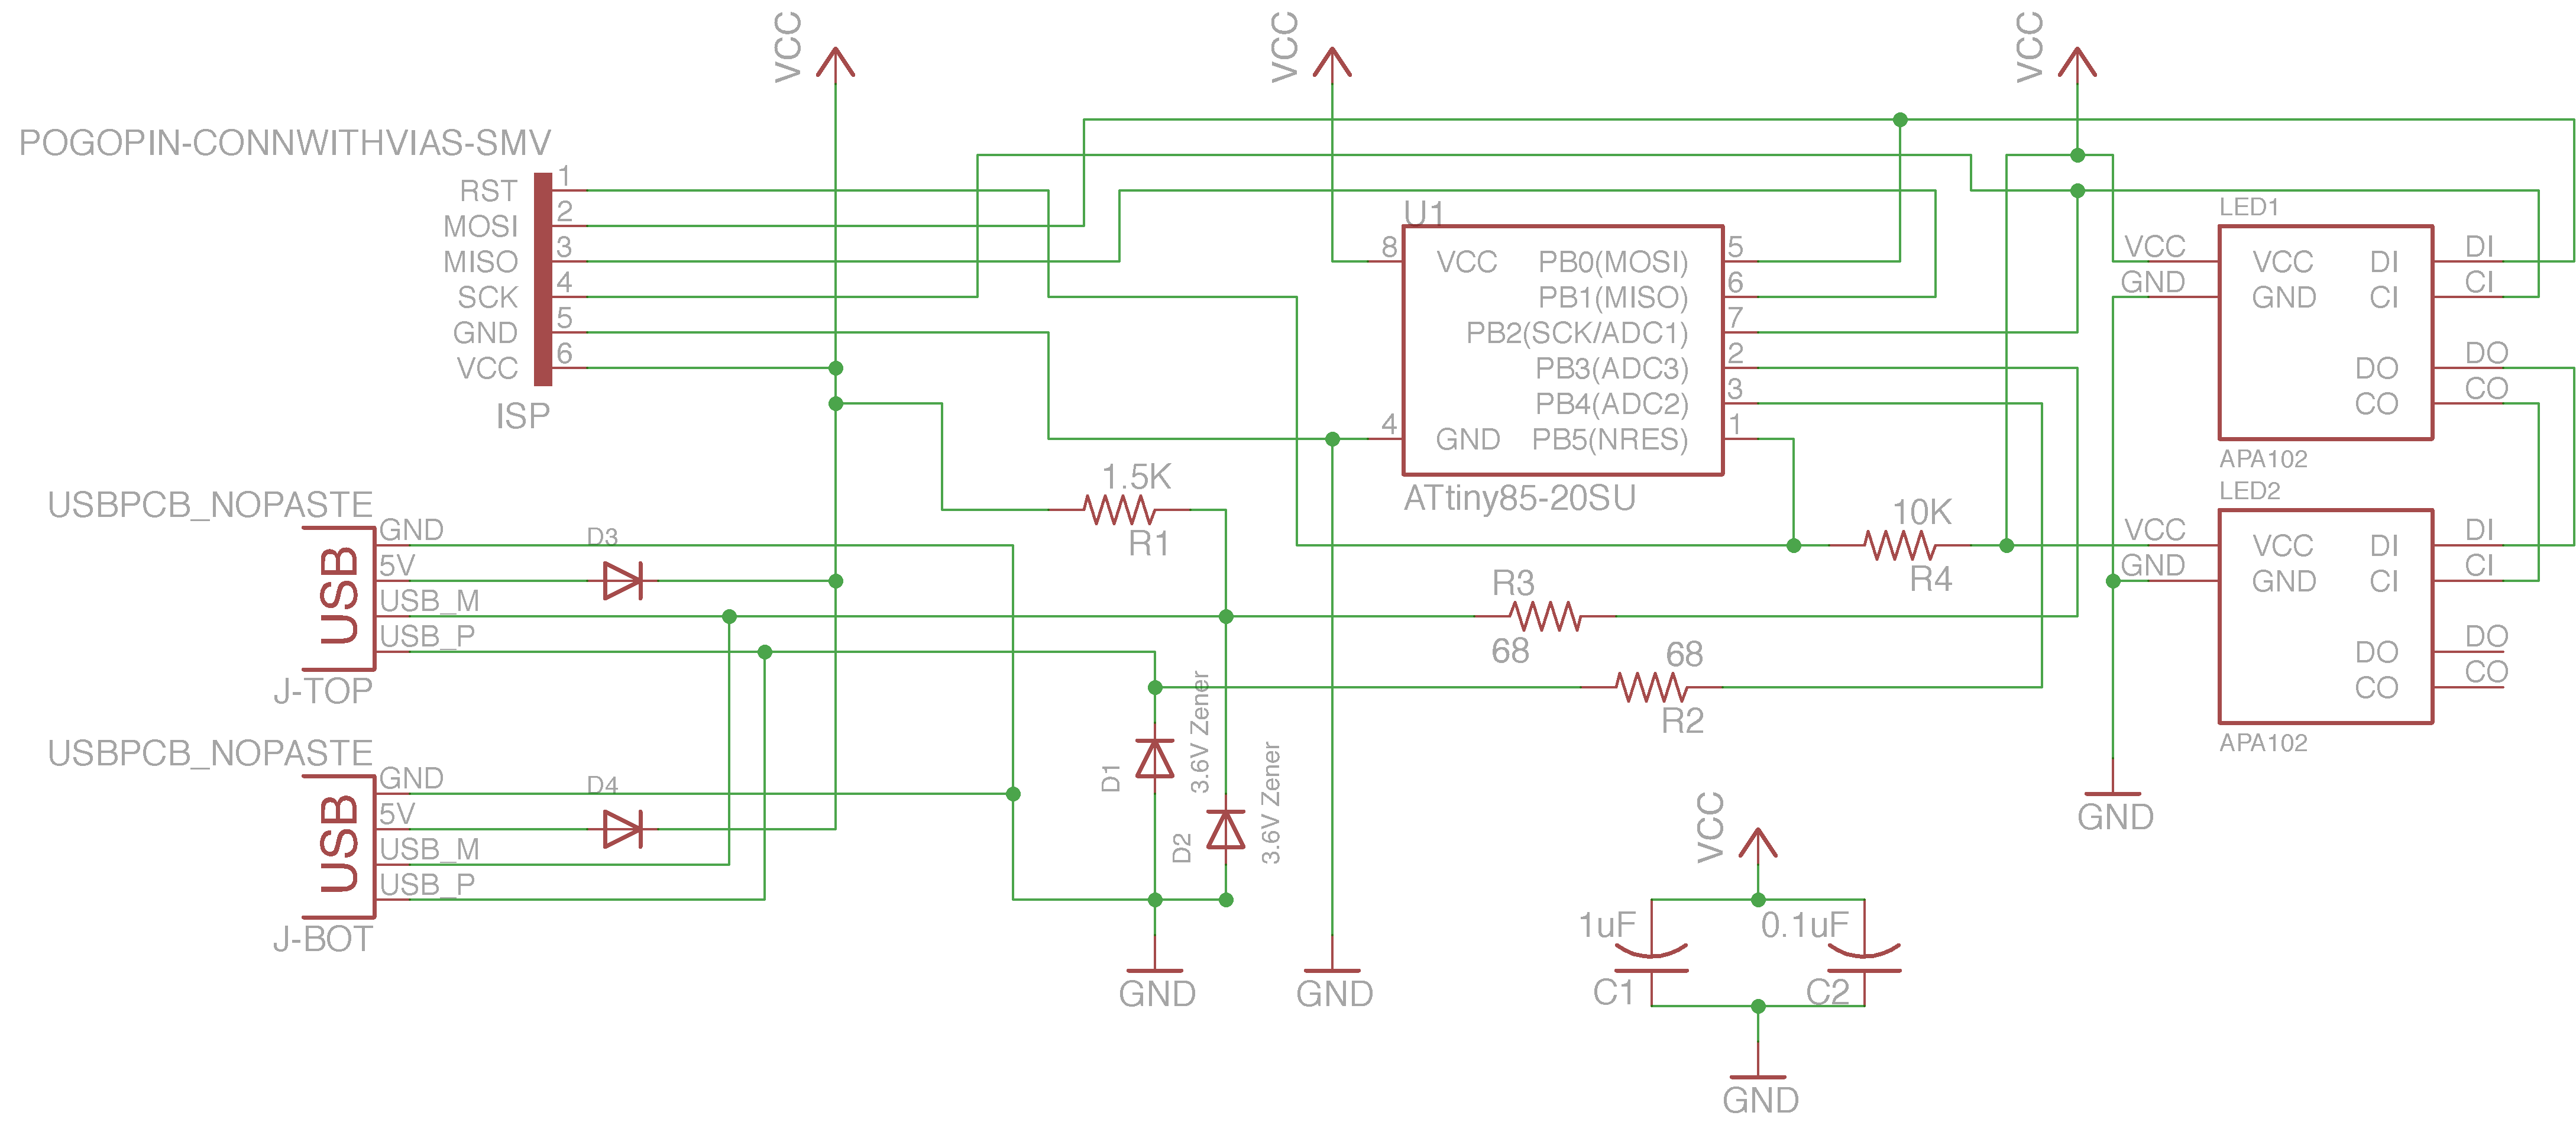 VCC
VCC
VCC
POGOPIN-CONNWITHVIAS-SMV
RST 1
MOSI 2
MISO 3
SCK 4
GND 5
VCC 6
ISP
U1
8 VCC PB0(MOSI) 5
PB1(MISO) 6
PB2(SCK/ADC1) 7
PB3(ADC3) 2
PB4(ADC2) 3
4 GND PB5(NRES) 1
ATtiny85-20SU
LED1
VCC VCC DI DI
GND GND CI CI
DO DO
CO CO
APA102
LED2
VCC VCC DI DI
GND GND CI CI
DO DO
CO CO
APA102
GND
1.5K
R1
10K
R4
R3
68
68
R2
USBPCB_NOPASTE
USB
GND
5V
USB_M
USB_P
J-TOP
D3
USBPCB_NOPASTE
USB
GND
5V
USB_M
USB_P
J-BOT
D4
D1
3.6V Zener
D2
3.6V Zener
GND
GND
VCC
1uF
C1
0.1uF
C2
GND